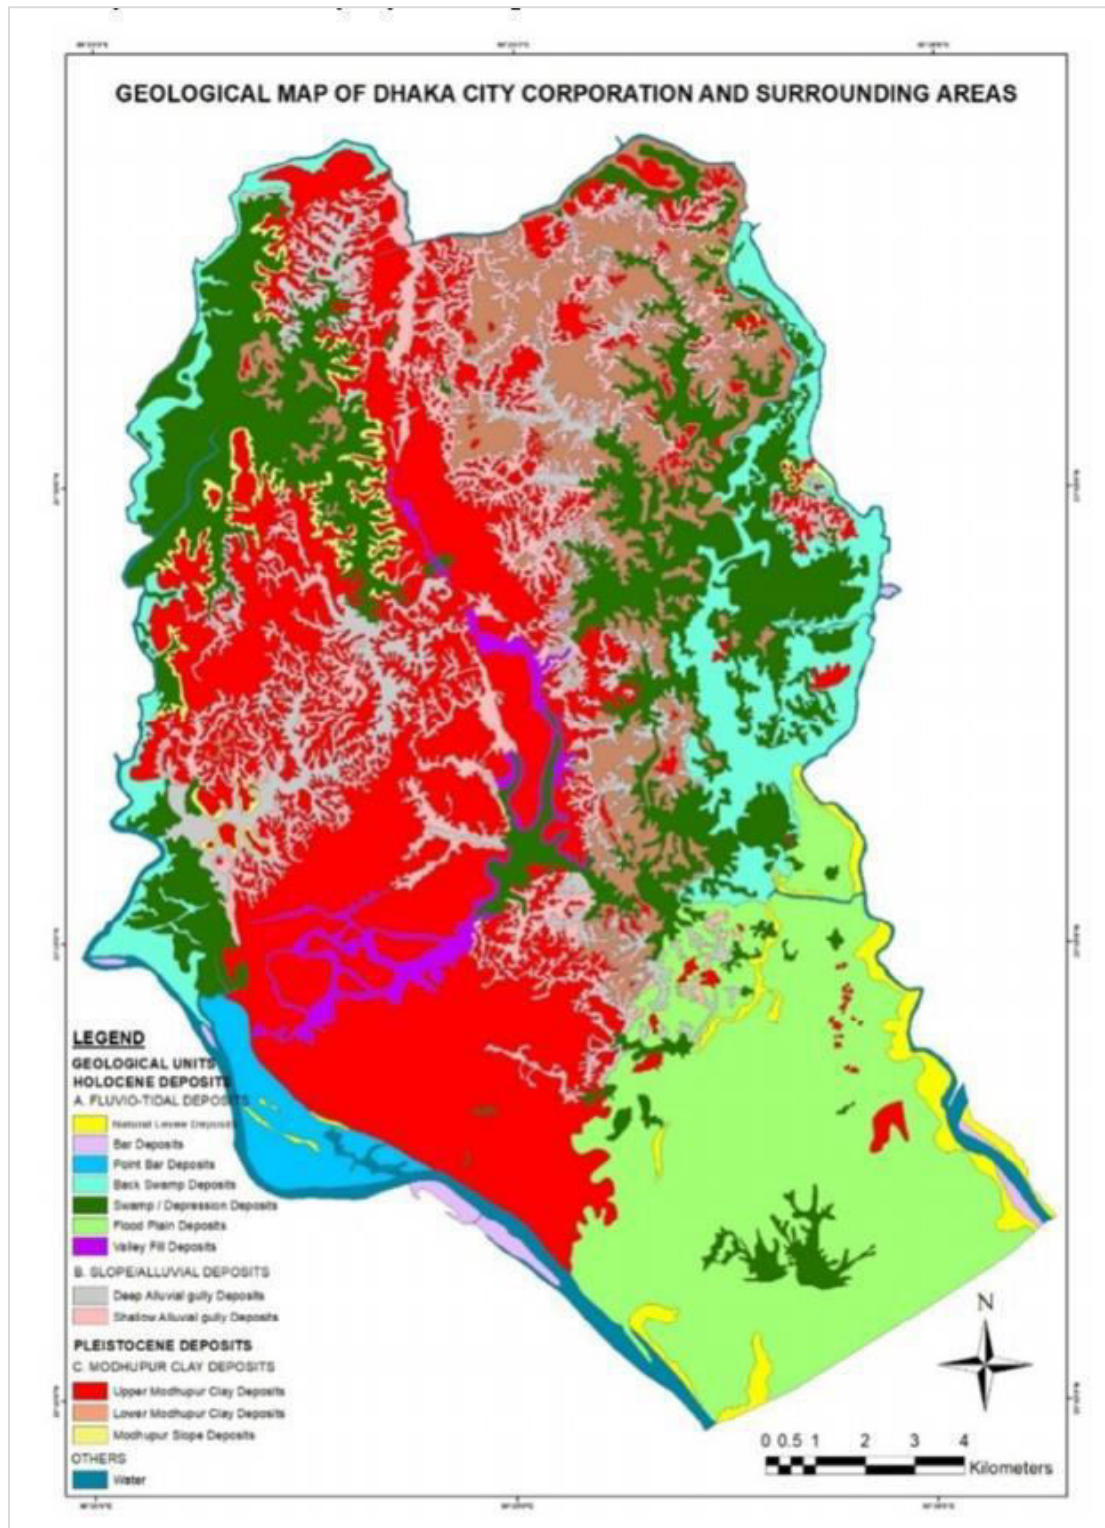 GEOLOGICAL MAP OF DHAKA CITY CORPORATION AND SURROUNDING AREAS
LEGEND
GEOLOGICAL UNITS
HOLOCENE DEPOSITS
A. FLUVIO-TIDAL DEPOSITS
Natural Levee Deposits
Bar Deposits
Point Bar Deposits
Back Swamp Deposits
Swamp / Depression Deposits
Flood Plain Deposits
Valley Fill Deposits
B. SLOPE/ALLUVIAL DEPOSITS
Deep Alluvial gully Deposits
Shallow Alluvial gully Deposits
PLEISTOCENE DEPOSITS
C. MODHUPUR CLAY DEPOSITS
Upper Modhupur Clay Deposits
Lower Modhupur Clay Deposits
Modhupur Slope Deposits
OTHERS
Water
N
0 0.5 1 2 3 4
Kilometers